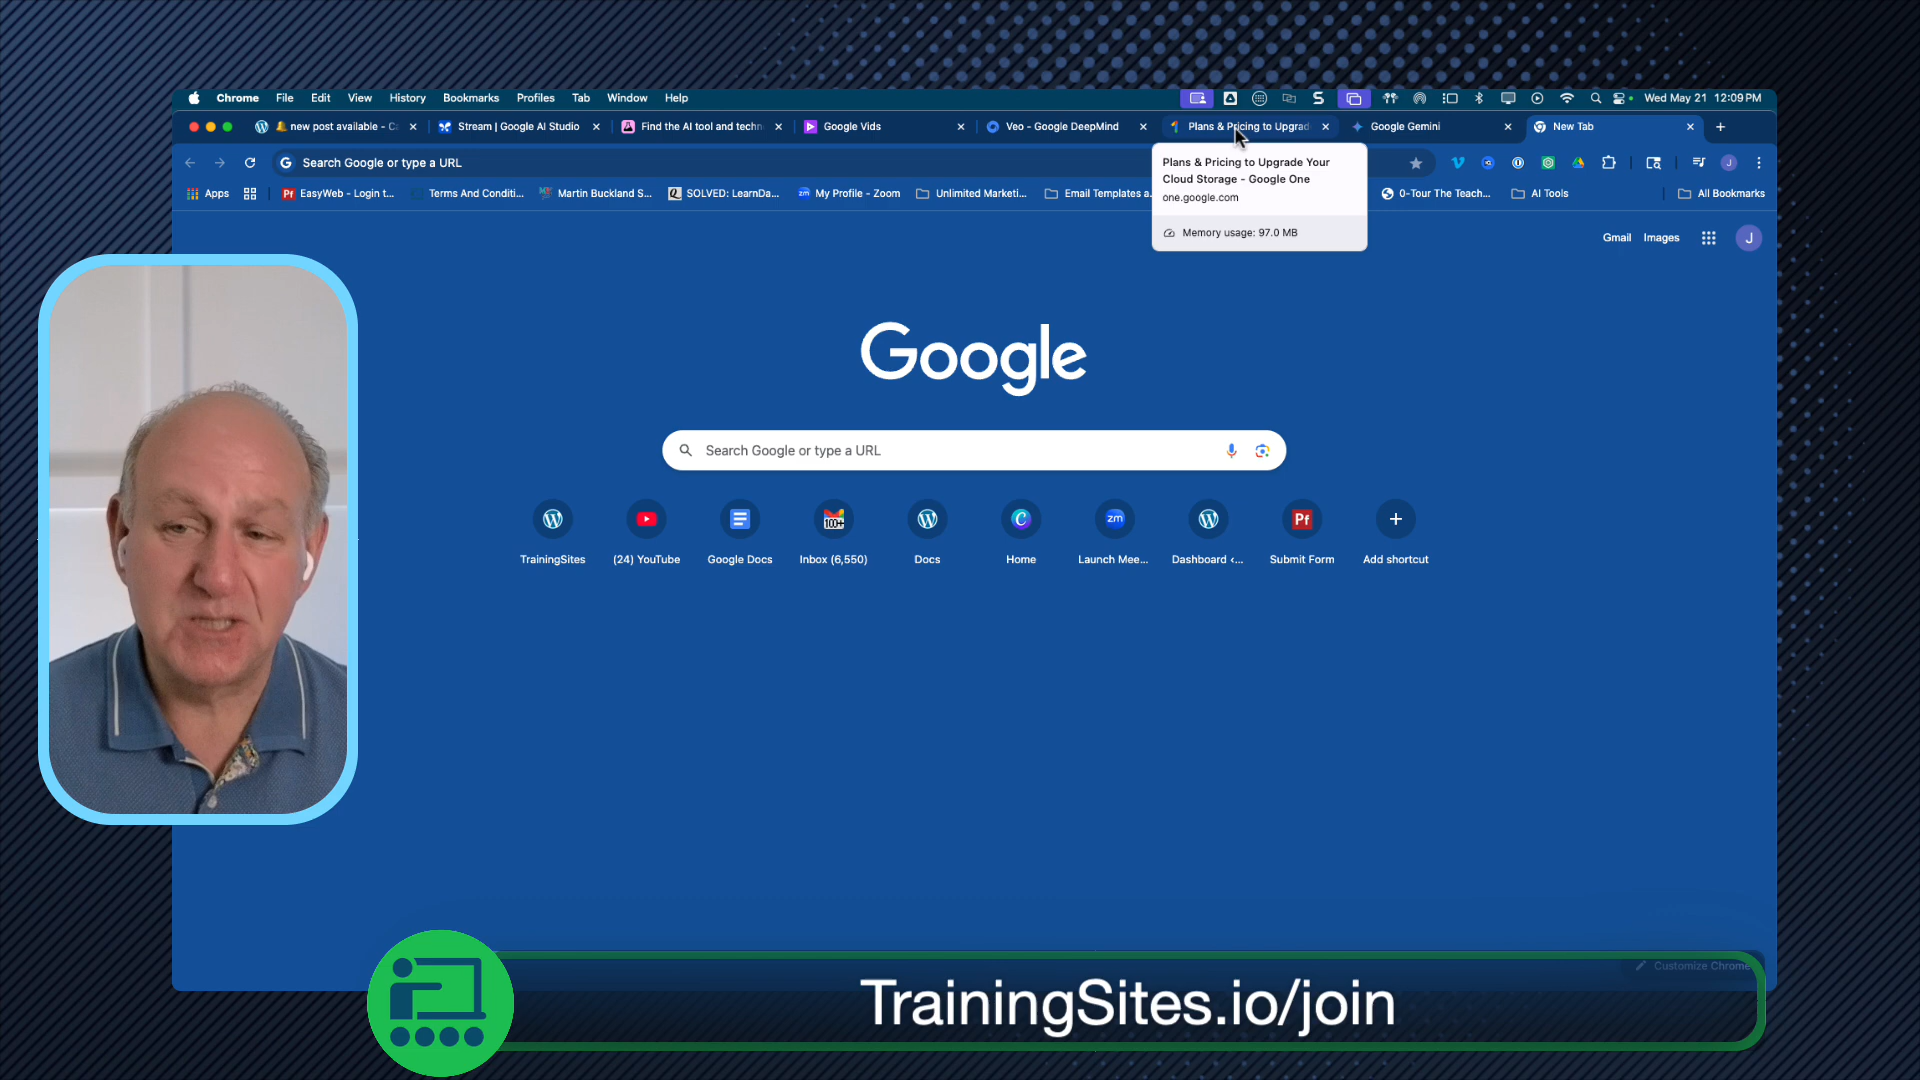 Chrome File Edit View History Bookmarks Profiles Tab Window Help Wed May 21 12:09 PM
new post available - C Stream | Google AI Studio Find the AI tool and techn Google Vids Veo - Google DeepMind Plans & Pricing to Upgrad Google Gemini New Tab
Search Google or type a URL J
Plans & Pricing to Upgrade Your
Cloud Storage - Google One
one.google.com
Memory usage: 97.0 MB
Apps Pf EasyWeb - Login t... Terms And Conditi... Martin Buckland S... SOLVED: LearnDa... zm My Profile - Zoom Unlimited Marketi... Email Templates a... 0-Tour The Teach... AI Tools All Bookmarks
Gmail Images J
Google
Search Google or type a URL
100+ zm Pf
TrainingSites (24) YouTube Google Docs Inbox (6,550) Docs Home Launch Mee... Dashboard ‹... Submit Form Add shortcut
Customize Chrome
TrainingSites.io/join